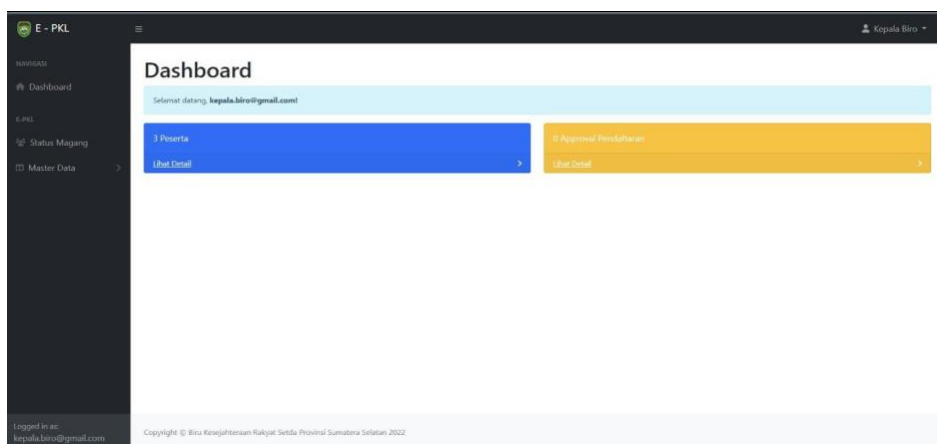 E - PKL
Kepala Biro
NAVIGASI
Dashboard
E-PKL
Status Magang
Master Data
Dashboard
Selamat datang, kepala.biro@gmail.com!
3 Peserta
Lihat Detail
0 Approval Pendaftaran
Lihat Detail
Logged in as:
kepala.biro@gmail.com
Copyright © Biru Kesejahteraan Rakyat Setda Provinsi Sumatera Selatan 2022